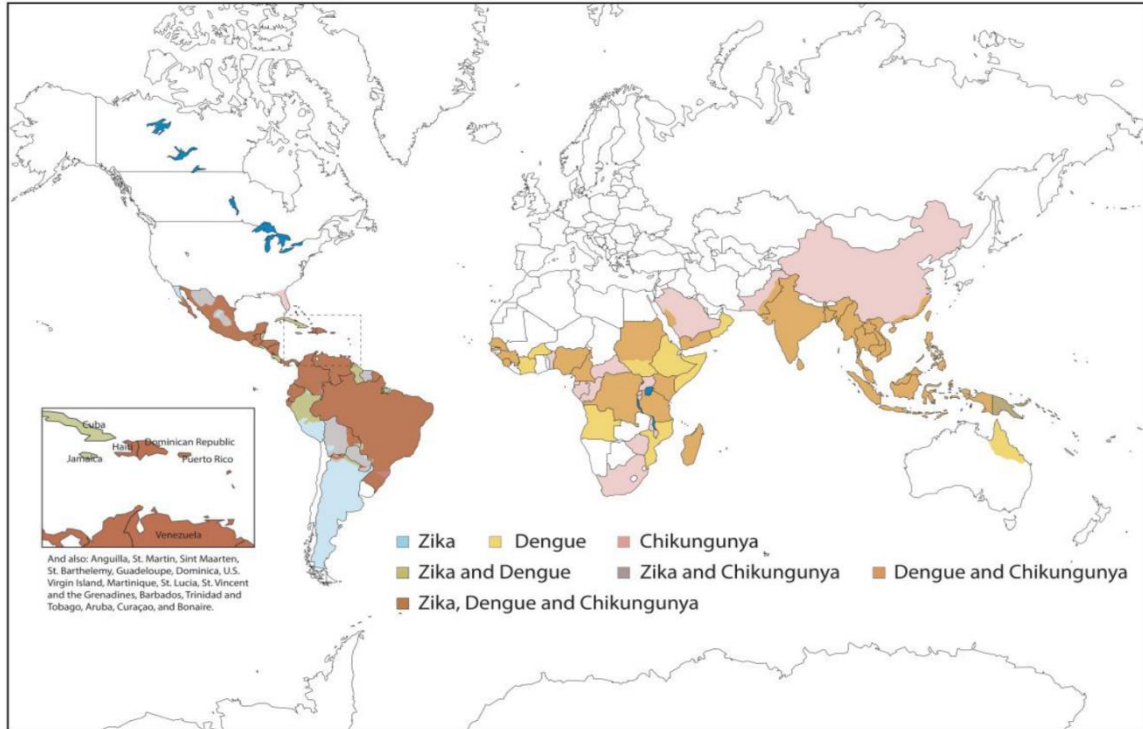 Cuba
Haiti
Dominican Republic
Jamaica
Puerto Rico
Venezuela
And also: Anguilla, St. Martin, Sint Maarten,
St. Barthelemy, Guadeloupe, Dominica, U.S.
Virgin Island, Martinique, St. Lucia, St. Vincent
and the Grenadines, Barbados, Trinidad and
Tobago, Aruba, Curaçao, and Bonaire.
Zika Dengue Chikungunya
Zika and Dengue Zika and Chikungunya Dengue and Chikungunya
Zika, Dengue and Chikungunya